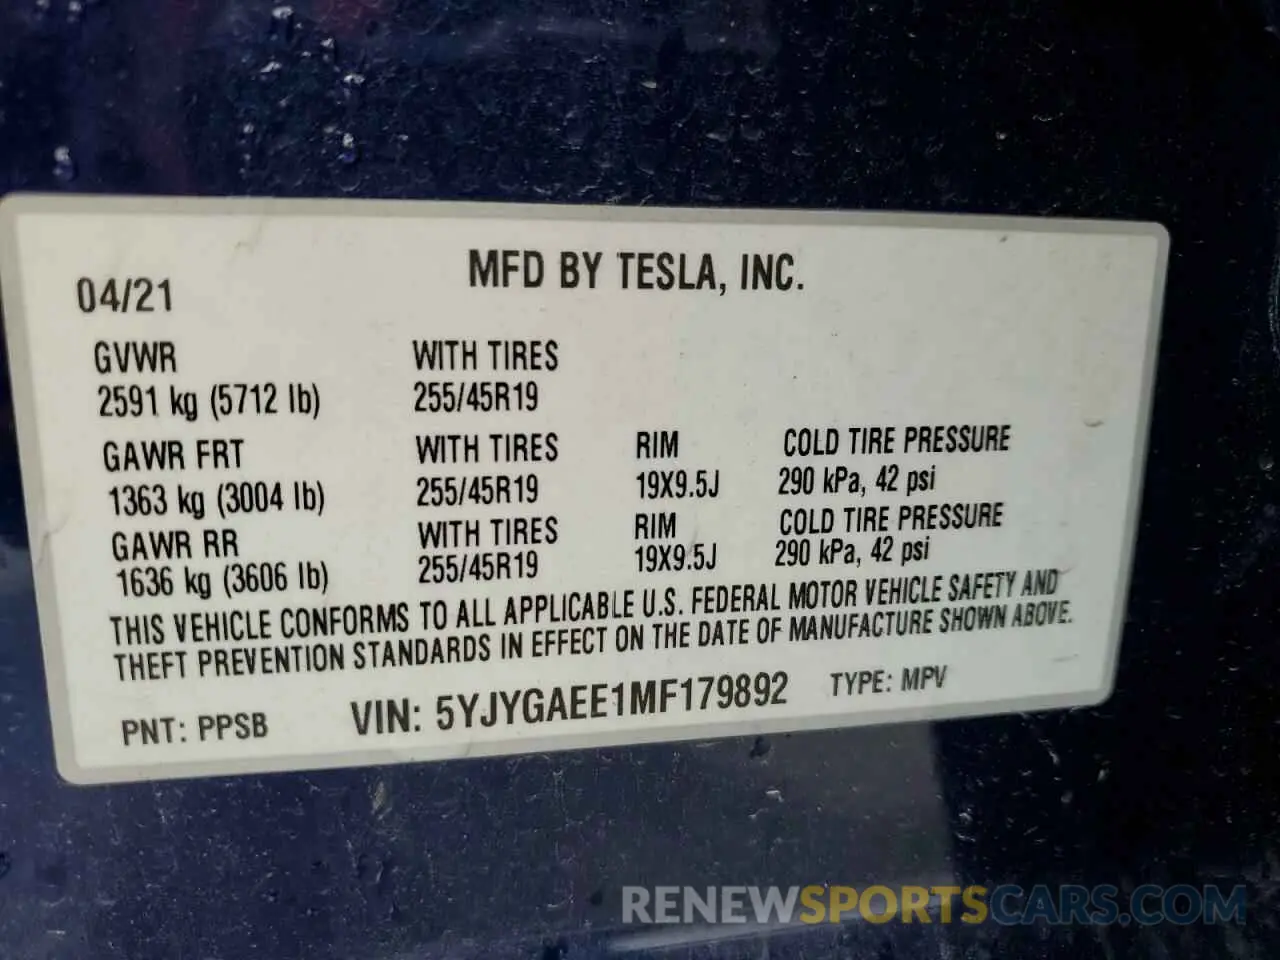 MFD BY TESLA, INC.
04/21
GVWR WITH TIRES
2591 kg (5712 lb) 255/45R19
GAWR FRT WITH TIRES RIM COLD TIRE PRESSURE
1363 kg (3004 lb) 255/45R19 19X9.5J 290 kPa, 42 psi
GAWR RR WITH TIRES RIM COLD TIRE PRESSURE
1636 kg (3606 lb) 255/45R19 19X9.5J 290 kPa, 42 psi
THIS VEHICLE CONFORMS TO ALL APPLICABLE U.S. FEDERAL MOTOR VEHICLE SAFETY AND
THEFT PREVENTION STANDARDS IN EFFECT ON THE DATE OF MANUFACTURE SHOWN ABOVE.
PNT: PPSB VIN: 5YJYGAEE1MF179892 TYPE: MPV
RENEWSPORTSCARS.COM